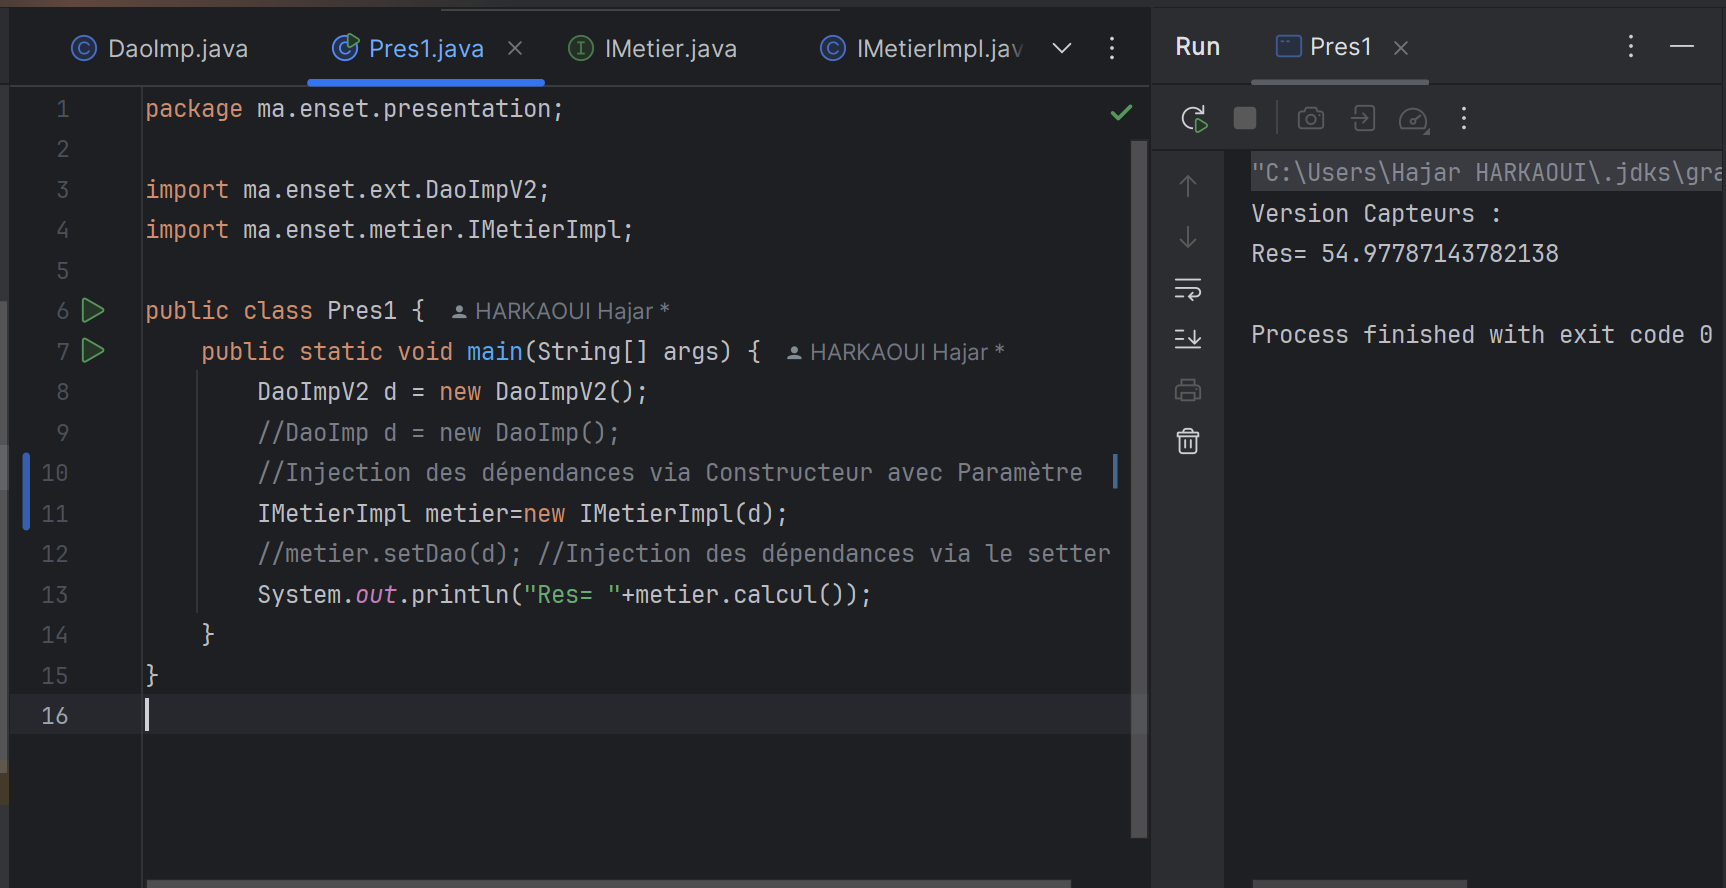 DaoImp.java
Pres1.java
IMetier.java
IMetierImpl.jav
1 package ma.enset.presentation;
2
3 import ma.enset.ext.DaoImpV2;
4 import ma.enset.metier.IMetierImpl;
5
6 public class Pres1 { HARKAOUI Hajar *
7 public static void main(String[] args) { HARKAOUI Hajar *
8 DaoImpV2 d = new DaoImpV2();
9 //DaoImp d = new DaoImp();
10 //Injection des dépendances via Constructeur avec Paramètre
11 IMetierImpl metier=new IMetierImpl(d);
12 //metier.setDao(d); //Injection des dépendances via le setter
13 System.out.println("Res= "+metier.calcul());
14 }
15 }
16
Run
Pres1
"C:\Users\Hajar HARKAOUI\.jdks\gra
Version Capteurs :
Res= 54.97787143782138
Process finished with exit code 0